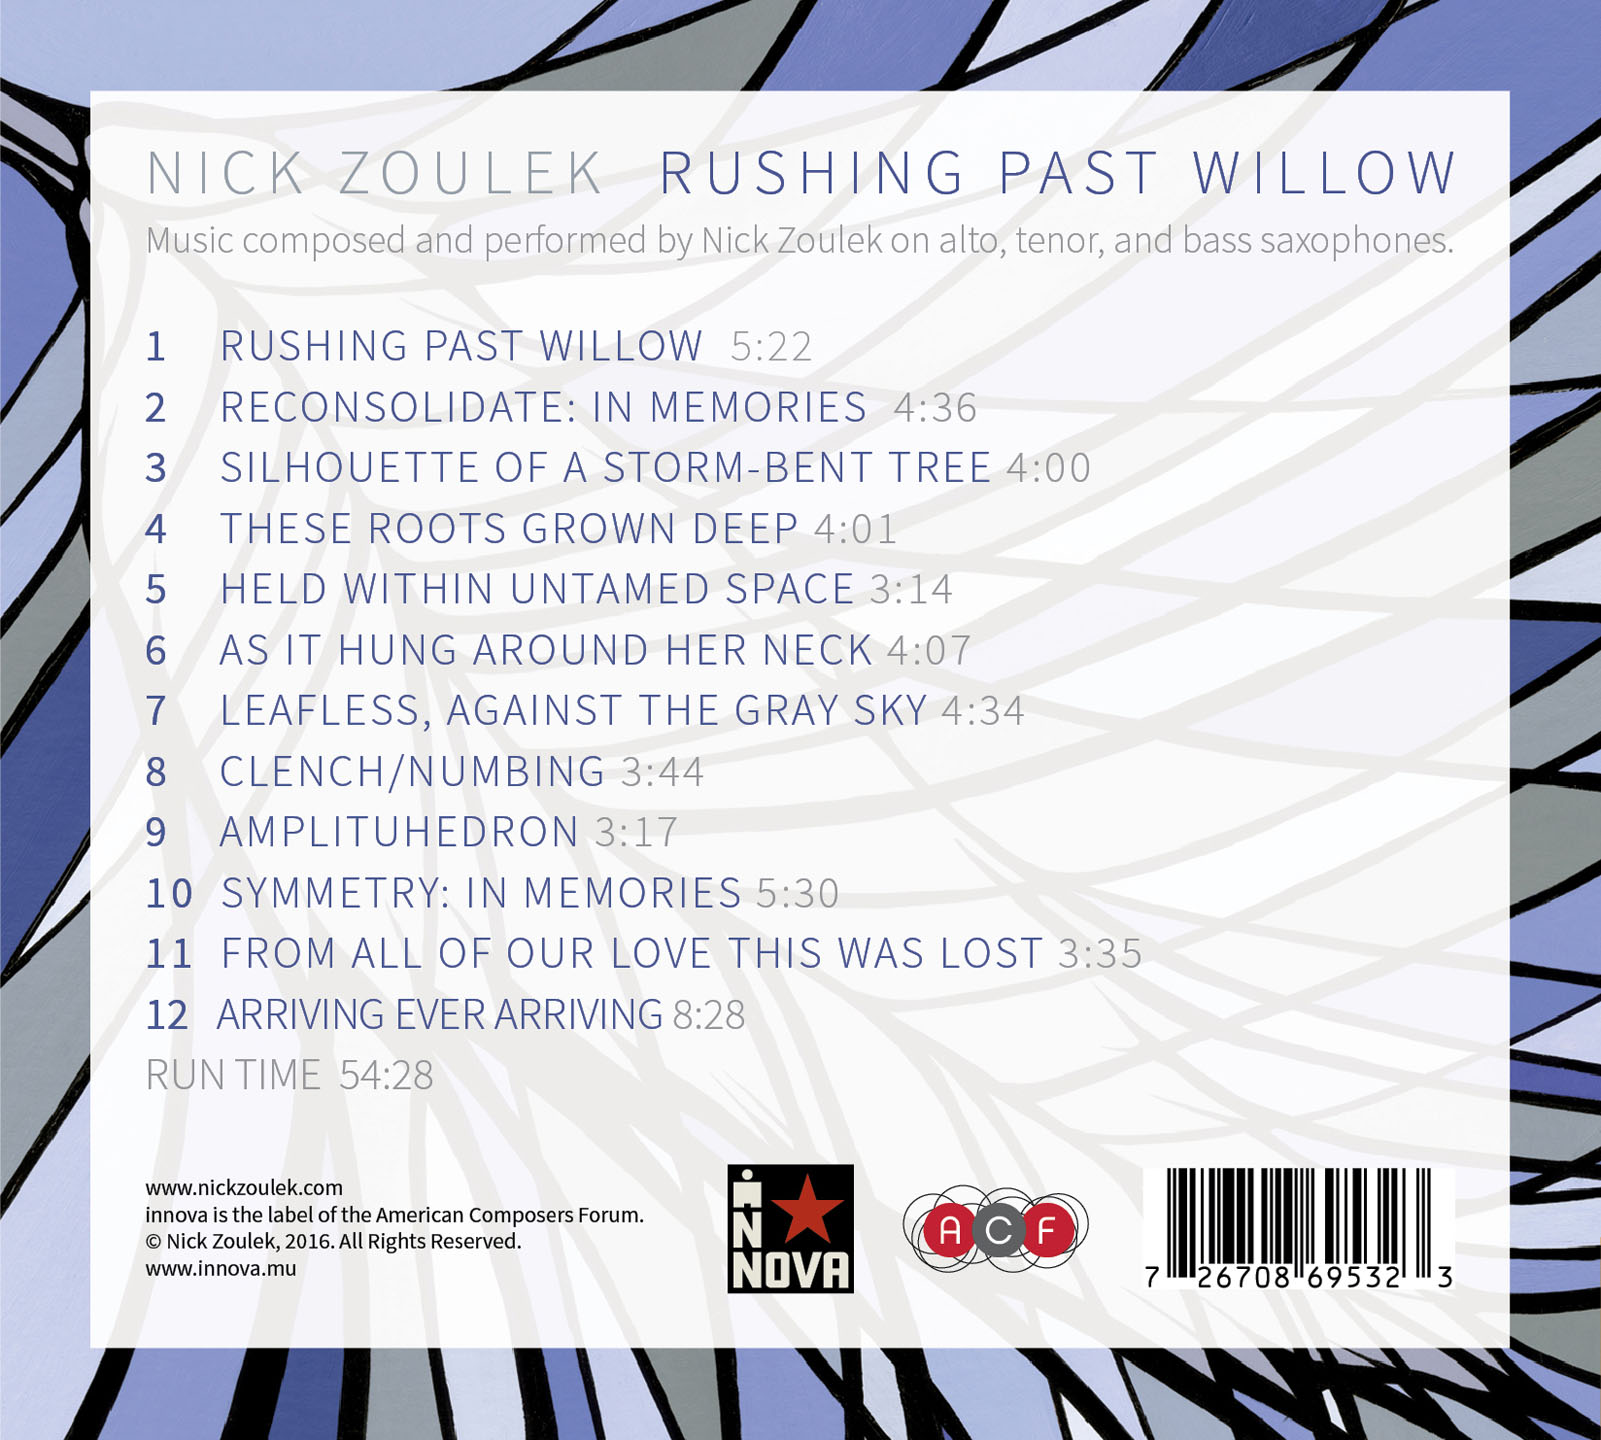 NICK ZOULEK RUSHING PAST WILLOW
Music composed and performed by Nick Zoulek on alto, tenor, and bass saxophones.
1 RUSHING PAST WILLOW 5:22
2 RECONSOLIDATE: IN MEMORIES 4:36
3 SILHOUETTE OF A STORM-BENT TREE 4:00
4 THESE ROOTS GROWN DEEP 4:01
5 HELD WITHIN UNTAMED SPACE 3:14
6 AS IT HUNG AROUND HER NECK 4:07
7 LEAFLESS, AGAINST THE GRAY SKY 4:34
8 CLENCH/NUMBING 3:44
9 AMPLITUHEDRON 3:17
10 SYMMETRY: IN MEMORIES 5:30
11 FROM ALL OF OUR LOVE THIS WAS LOST 3:35
12 ARRIVING EVER ARRIVING 8:28
RUN TIME 54:28
www.nickzoulek.com
innova is the label of the American Composers Forum.
© Nick Zoulek, 2016. All Rights Reserved.
www.innova.mu
iN
NOVA
ACF
7 26708 69532 3